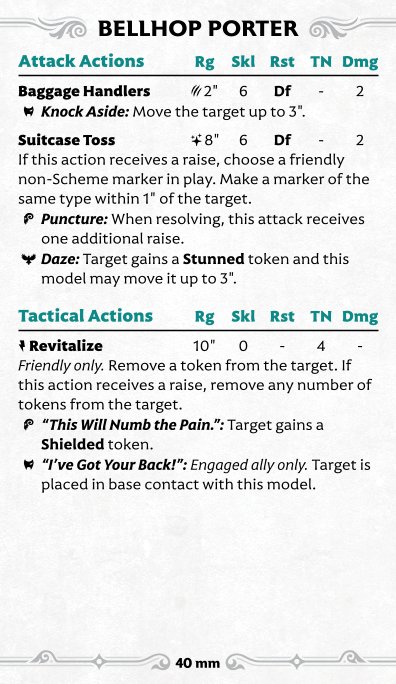 BELLHOP PORTER
Attack Actions Rg Skl Rst TN Dmg
Baggage Handlers 2" 6 Df - 2
Knock Aside: Move the target up to 3".
Suitcase Toss 8" 6 Df - 2
If this action receives a raise, choose a friendly
non-Scheme marker in play. Make a marker of the
same type within 1" of the target.
Puncture: When resolving, this attack receives
one additional raise.
Daze: Target gains a Stunned token and this
model may move it up to 3".
Tactical Actions Rg Skl Rst TN Dmg
Revitalize 10" 0 - 4 -
Friendly only. Remove a token from the target. If
this action receives a raise, remove any number of
tokens from the target.
“This Will Numb the Pain.”: Target gains a
Shielded token.
“I’ve Got Your Back!”: Engaged ally only. Target is
placed in base contact with this model.
40 mm